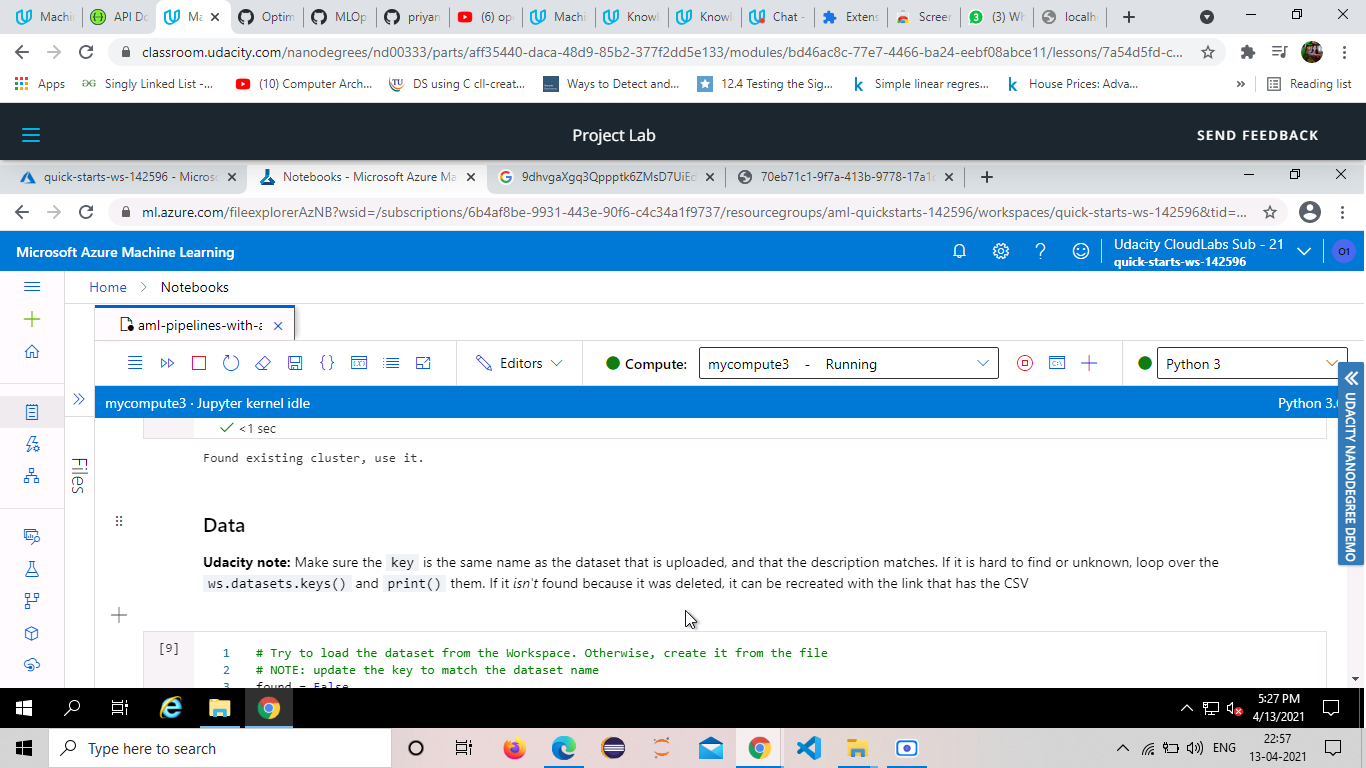 Machin
API Do
Ma
Optim
MLOp
priyan
(6) op
Machi
Knowl
Knowl
Chat -
Extens
Screen
(3) Wh
localh
classroom.udacity.com/nanodegrees/nd00333/parts/aff35440-daca-48d9-85b2-377f2dd5e133/modules/bd46ac8c-77e7-4466-ba24-eebf08abce11/lessons/7a54d5fd-c...
Apps
Singly Linked List -...
(10) Computer Arch...
DS using C cll-creat...
Ways to Detect and...
12.4 Testing the Sig...
Simple linear regres...
House Prices: Adva...
Reading list
Project Lab
SEND FEEDBACK
quick-starts-ws-142596 - Micros
Notebooks - Microsoft Azure Ma
9dhvgaXgq3Qppptk6ZMsD7UiEd
70eb71c1-9f7a-413b-9778-17a1
ml.azure.com/fileexplorerAzNB?wsid=/subscriptions/6b4af8be-9931-443e-90f6-c4c34a1f9737/resourcegroups/aml-quickstarts-142596/workspaces/quick-starts-ws-142596&tid=...
Microsoft Azure Machine Learning
Udacity CloudLabs Sub - 21
quick-starts-ws-142596
O1
Home > Notebooks
aml-pipelines-with-a
Editors
Compute:
mycompute3 - Running
Python 3
mycompute3 · Jupyter kernel idle
Python 3.
UDACITY NANODEGREE DEMO
Files
<1 sec
Found existing cluster, use it.
Data
Udacity note: Make sure the key is the same name as the dataset that is uploaded, and that the description matches. If it is hard to find or unknown, loop over the
ws.datasets.keys() and print() them. If it isn't found because it was deleted, it can be recreated with the link that has the CSV
[9]
1 # Try to load the dataset from the Workspace. Otherwise, create it from the file
2 # NOTE: update the key to match the dataset name
3 found = False
5:27 PM
4/13/2021
Type here to search
ENG
22:57
13-04-2021